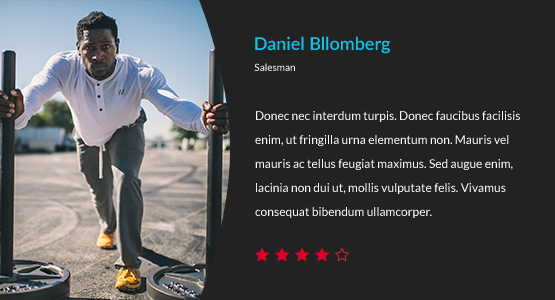 Daniel Bllomberg
Salesman
Donec nec interdum turpis. Donec faucibus facilisis
enim, ut fringilla urna elementum non. Mauris vel
mauris ac tellus feugiat maximus. Sed augue enim,
lacinia non dui ut, mollis vulputate felis. Vivamus
consequat bibendum ullamcorper.